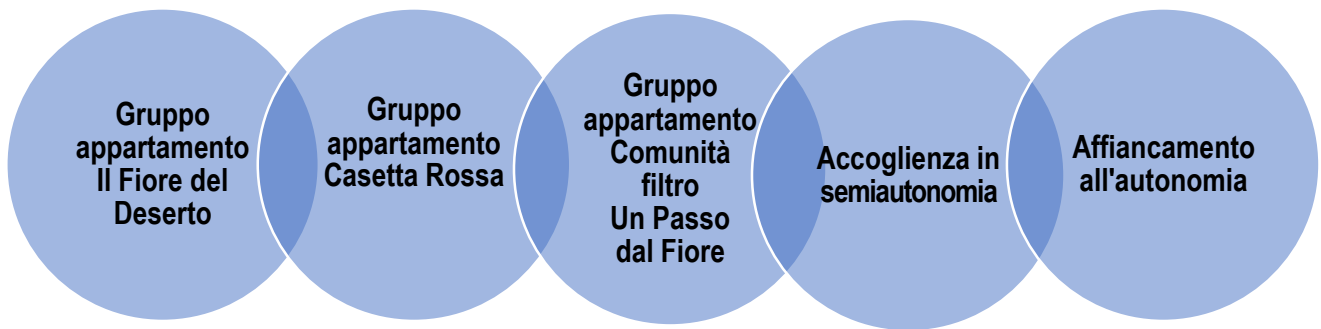 Gruppo
appartamento
Il Fiore del
Deserto
Gruppo
appartamento
Casetta Rossa
Gruppo
appartamento
Comunità
filtro
Un Passo
dal Fiore
Accoglienza in
semiautonomia
Affiancamento
all'autonomia